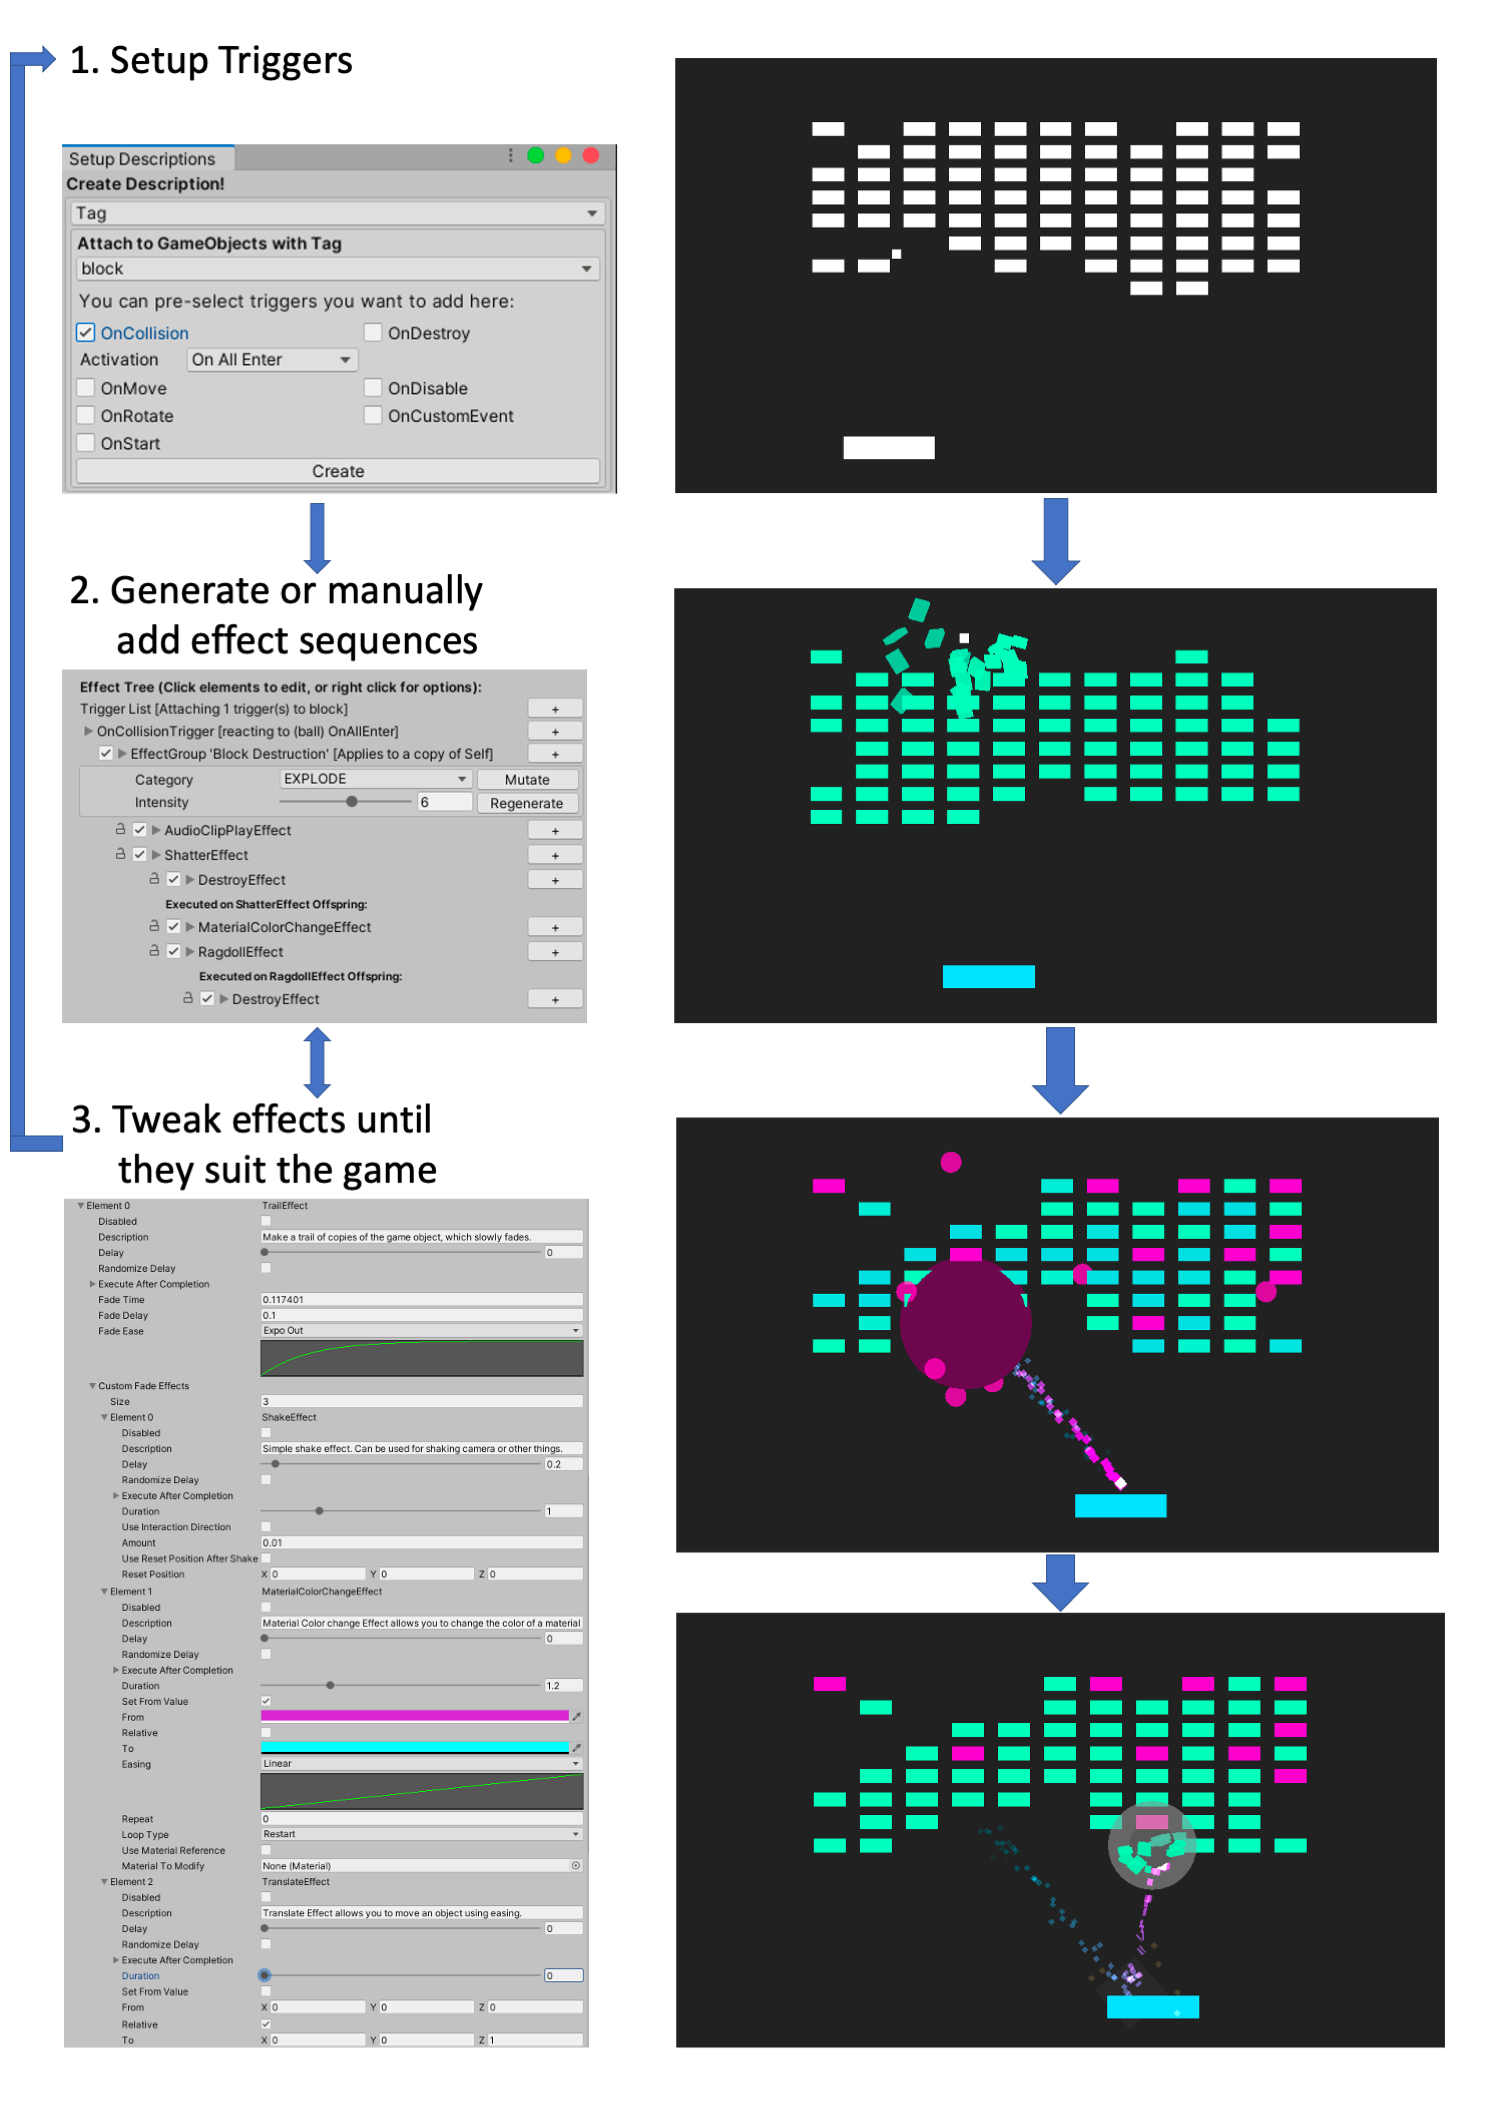 1. Setup Triggers
Setup Descriptions
Create Description!
Tag
Attach to GameObjects with Tag
block
You can pre-select triggers you want to add here:
OnCollision OnDestroy
Activation On All Enter
OnMove OnDisable
OnRotate OnCustomEvent
OnStart
Create
2. Generate or manually
add effect sequences
Effect Tree (Click elements to edit, or right click for options):
Trigger List [Attaching 1 trigger(s) to block] +
OnCollisionTrigger [reacting to (ball) OnAllEnter] +
EffectGroup 'Block Destruction' [Applies to a copy of Self] +
Category EXPLODE Mutate
Intensity 6 Regenerate
AudioClipPlayEffect +
ShatterEffect +
DestroyEffect +
Executed on ShatterEffect Offspring:
MaterialColorChangeEffect +
RagdollEffect +
Executed on RagdollEffect Offspring:
DestroyEffect +
3. Tweak effects until
they suit the game
Element 0 TrailEffect
Disabled
Description Make a trail of copies of the game object, which slowly fades.
Delay 0
Randomize Delay
Execute After Completion
Fade Time 0.117401
Fade Delay 0.1
Fade Ease Expo Out
Custom Fade Effects
Size 3
Element 0 ShakeEffect
Disabled
Description Simple shake effect. Can be used for shaking camera or other things.
Delay 0.2
Randomize Delay
Execute After Completion
Duration 1
Use Interaction Direction
Amount 0.01
Use Reset Position After Shake
Reset Position X 0 Y 0 Z 0
Element 1 MaterialColorChangeEffect
Disabled
Description Material Color change Effect allows you to change the color of a material
Delay 0
Randomize Delay
Execute After Completion
Duration 1.2
Set From Value
From
Relative
To
Easing Linear
Repeat 0
Loop Type Restart
Use Material Reference
Material To Modify None (Material)
Element 2 TranslateEffect
Disabled
Description Translate Effect allows you to move an object using easing.
Delay 0
Randomize Delay
Execute After Completion
Duration 0
Set From Value
From X 0 Y 0 Z 0
Relative
To X 0 Y 0 Z 1